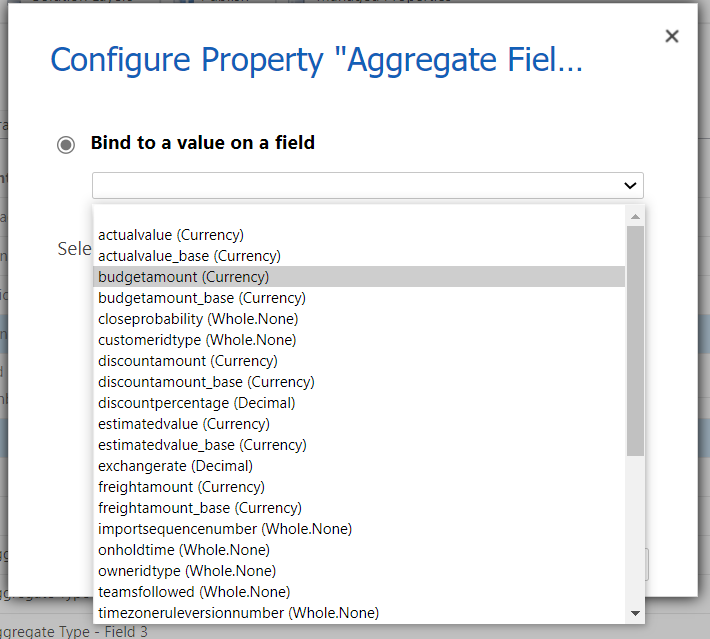 Configure Property "Aggregate Fiel...
Bind to a value on a field
Sele
actualvalue (Currency)
actualvalue_base (Currency)
budgetamount (Currency)
budgetamount_base (Currency)
closeprobability (Whole.None)
customeridtype (Whole.None)
discountamount (Currency)
discountamount_base (Currency)
discountpercentage (Decimal)
estimatedvalue (Currency)
estimatedvalue_base (Currency)
exchangerate (Decimal)
freightamount (Currency)
freightamount_base (Currency)
importsequencenumber (Whole.None)
onholdtime (Whole.None)
owneridtype (Whole.None)
teamsfollowed (Whole.None)
timezoneruleversionnumber (Whole.None)
ggregate Type - Field 3